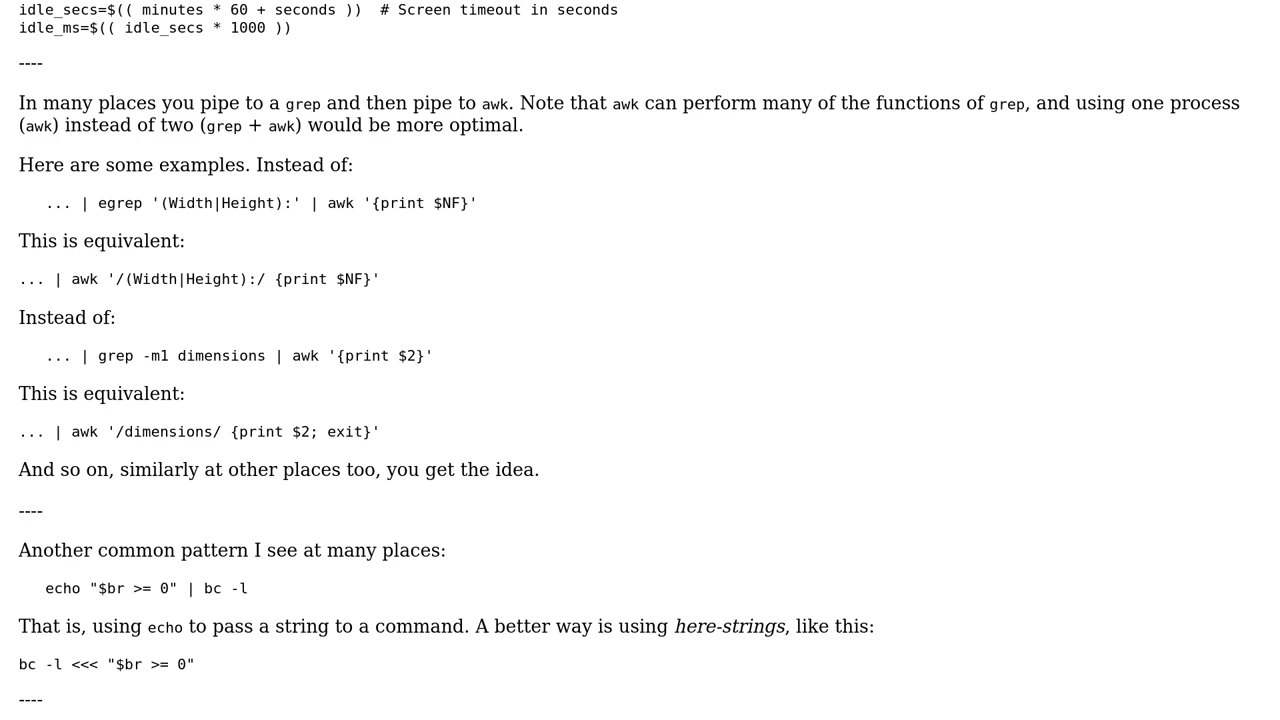 idle_secs=$(( minutes * 60 + seconds ))  # Screen timeout in seconds
idle_ms=$(( idle_secs * 1000 ))
----
In many places you pipe to a grep and then pipe to awk. Note that awk can perform many of the functions of grep, and using one process
(awk) instead of two (grep + awk) would be more optimal.
Here are some examples. Instead of:
... | egrep '(Width|Height):' | awk '{print $NF}'
This is equivalent:
... | awk '/(Width|Height):/ {print $NF}'
Instead of:
... | grep -m1 dimensions | awk '{print $2}'
This is equivalent:
... | awk '/dimensions/ {print $2; exit}'
And so on, similarly at other places too, you get the idea.
----
Another common pattern I see at many places:
echo "$br >= 0" | bc -l
That is, using echo to pass a string to a command. A better way is using here-strings, like this:
bc -l <<< "$br >= 0"
----